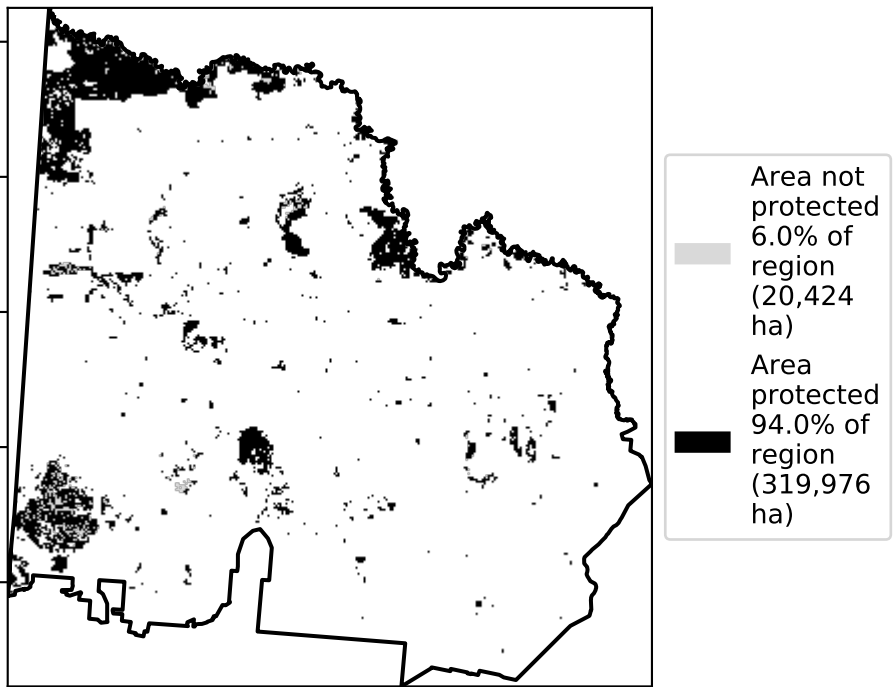 Area not
protected
6.0% of
region
(20,424
ha)
Area
protected
94.0% of
region
(319,976
ha)